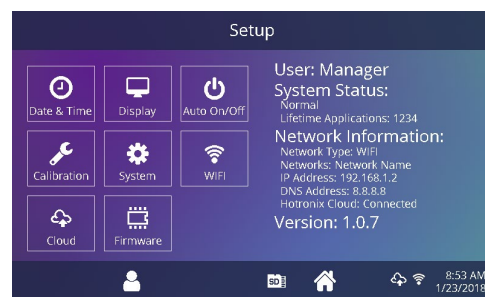 Setup
Date & Time
Display
Auto On/Off
Calibration
System
WIFI
Cloud
Firmware
User: Manager
System Status:
Normal
Lifetime Applications: 1234
Network Information:
Network Type: WIFI
Networks: Network Name
IP Address: 192.168.1.2
DNS Address: 8.8.8.8
Hotronix Cloud: Connected
Version: 1.0.7
SD
8:53 AM
1/23/2018